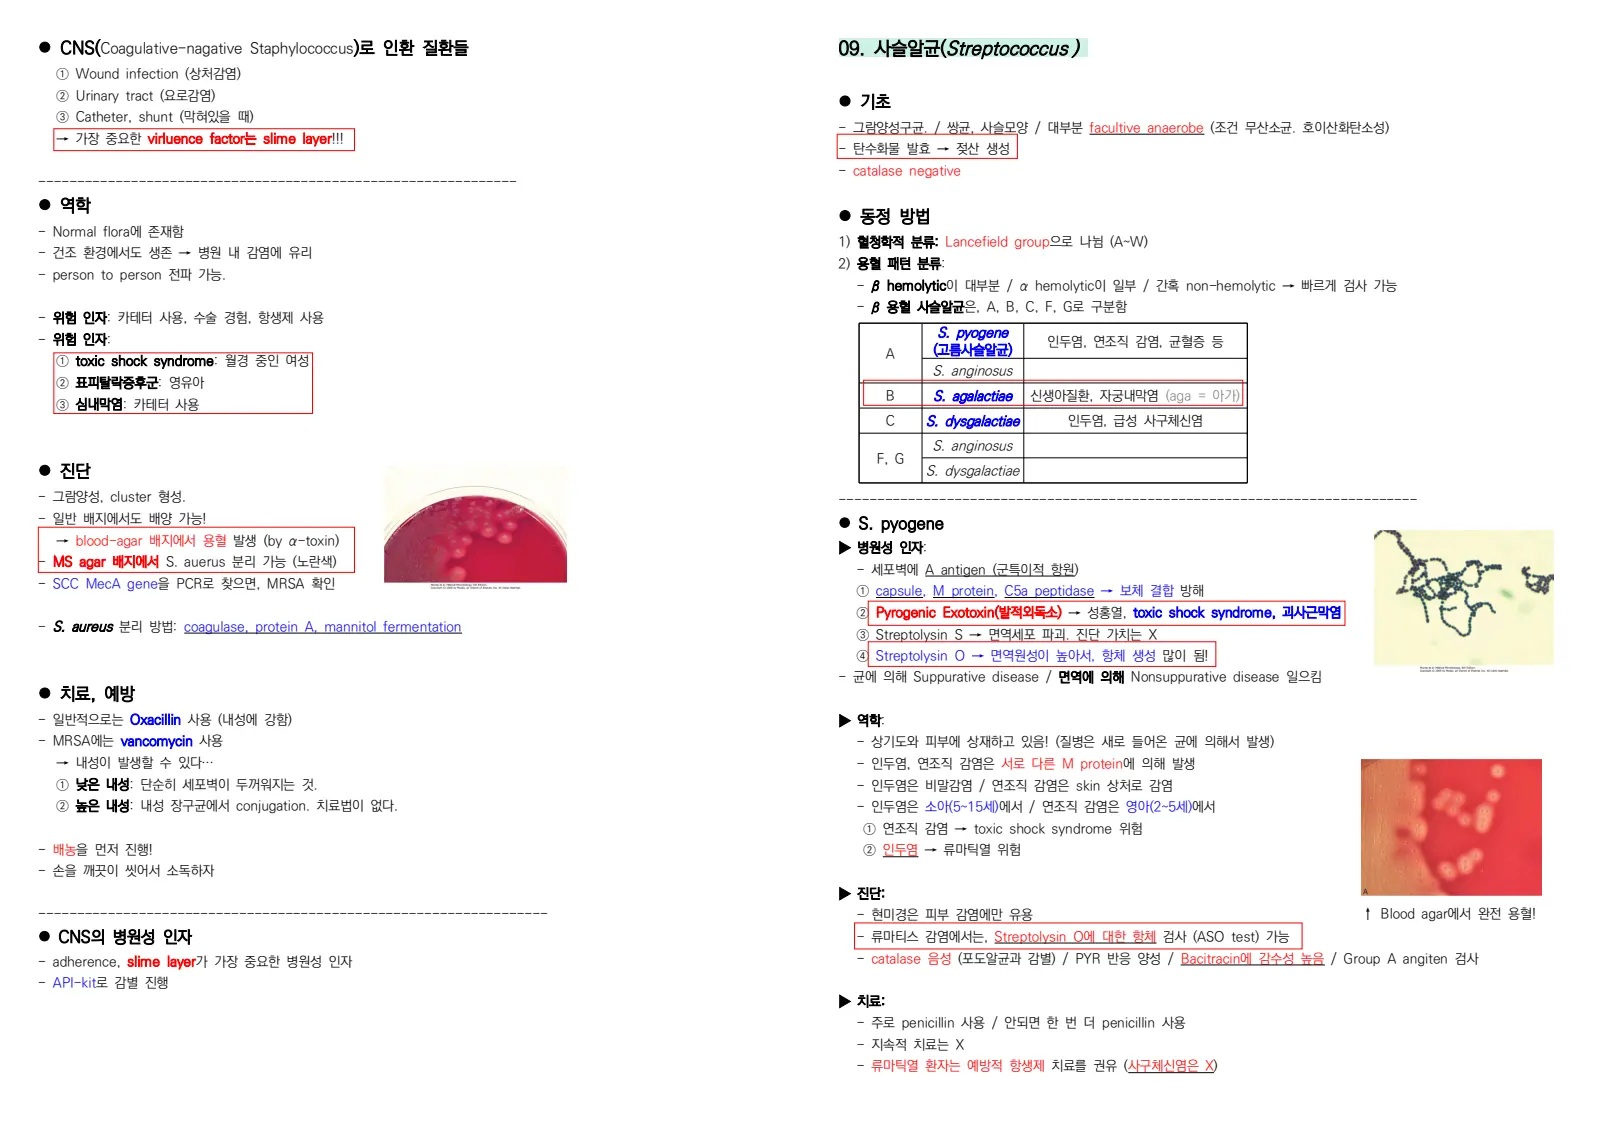 ● CNS(Coagulative-nagative Staphylococcus)로 인환 질환들
① Wound infection (상처감염)
② Urinary tract (요로감염)
③ Catheter, shunt (막혀있을 때)
→ 가장 중요한 virluence factor는 slime layer!!!
● 역학
- Normal flora에 존재함
- 건조 환경에서도 생존 → 병원 내 감염에 유리
- person to person 전파 가능.
- 위험 인자: 카테터 사용, 수술 경험, 항생제 사용
- 위험 인자:
① toxic shock syndrome: 월경 중인 여성
② 표피탈락증후군: 영유아
③ 심내막염: 카테터 사용
● 진단
- 그람양성, cluster 형성.
- 일반 배지에서도 배양 가능!
→ blood-agar 배지에서 용혈 발생 (by α-toxin)
- MS agar 배지에서 S. auerus 분리 가능 (노란색)
- SCC MecA gene을 PCR로 찾으면, MRSA 확인
- S. aureus 분리 방법: coagulase, protein A, mannitol fermentation
● 치료, 예방
- 일반적으로는 Oxacillin 사용 (내성에 강함)
- MRSA에는 vancomycin 사용
→ 내성이 발생할 수 있다…
① 낮은 내성: 단순히 세포벽이 두꺼워지는 것.
② 높은 내성: 내성 장구균에서 conjugation. 치료법이 없다.
- 배농을 먼저 진행!
- 손을 깨끗이 씻어서 소독하자
● CNS의 병원성 인자
- adherence, slime layer가 가장 중요한 병원성 인자
- API-kit로 감별 진행
09. 사슬알균(Streptococcus)
● 기초
- 그람양성구균. / 쌍균, 사슬모양 / 대부분 facultive anaerobe (조건 무산소균. 호이산화탄소성)
- 탄수화물 발효 → 젖산 생성
- catalase negative
● 동정 방법
1) 혈청학적 분류: Lancefield group으로 나뉨 (A~W)
2) 용혈 패턴 분류:
- β hemolytic이 대부분 / α hemolytic이 일부 / 간혹 non-hemolytic → 빠르게 검사 가능
- β 용혈 사슬알균은, A, B, C, F, G로 구분함
A S. pyogene (고름사슬알균) 인두염, 연조직 감염, 균혈증 등
S. anginosus
B S. agalactiae 신생아질환, 자궁내막염 (aga = 아가)
C S. dysgalactiae 인두염, 급성 사구체신염
F, G S. anginosus
S. dysgalactiae
● S. pyogene
▶ 병원성 인자:
- 세포벽에 A antigen (군특이적 항원)
① capsule, M protein, C5a peptidase → 보체 결합 방해
② Pyrogenic Exotoxin(발적외독소) → 성홍열, toxic shock syndrome, 괴사근막염
③ Streptolysin S → 면역세포 파괴. 진단 가치는 X
④ Streptolysin O → 면역원성이 높아서, 항체 생성 많이 됨!
- 균에 의해 Suppurative disease / 면역에 의해 Nonsuppurative disease 일으킴
▶ 역학:
- 상기도와 피부에 상재하고 있음! (질병은 새로 들어온 균에 의해서 발생)
- 인두염, 연조직 감염은 서로 다른 M protein에 의해 발생
- 인두염은 비말감염 / 연조직 감염은 skin 상처로 감염
- 인두염은 소아(5~15세)에서 / 연조직 감염은 영아(2~5세)에서
① 연조직 감염 → toxic shock syndrome 위험
② 인두염 → 류마틱열 위험
A
↑ Blood agar에서 완전 용혈!
▶ 진단:
- 현미경은 피부 감염에만 유용
- 류마티스 감염에서는, Streptolysin O에 대한 항체 검사 (ASO test) 가능
- catalase 음성 (포도알균과 감별) / PYR 반응 양성 / Bacitracin에 감수성 높음 / Group A angiten 검사
▶ 치료:
- 주로 penicillin 사용 / 안되면 한 번 더 penicillin 사용
- 지속적 치료는 X
- 류마틱열 환자는 예방적 항생제 치료를 권유 (사구체신염은 X)